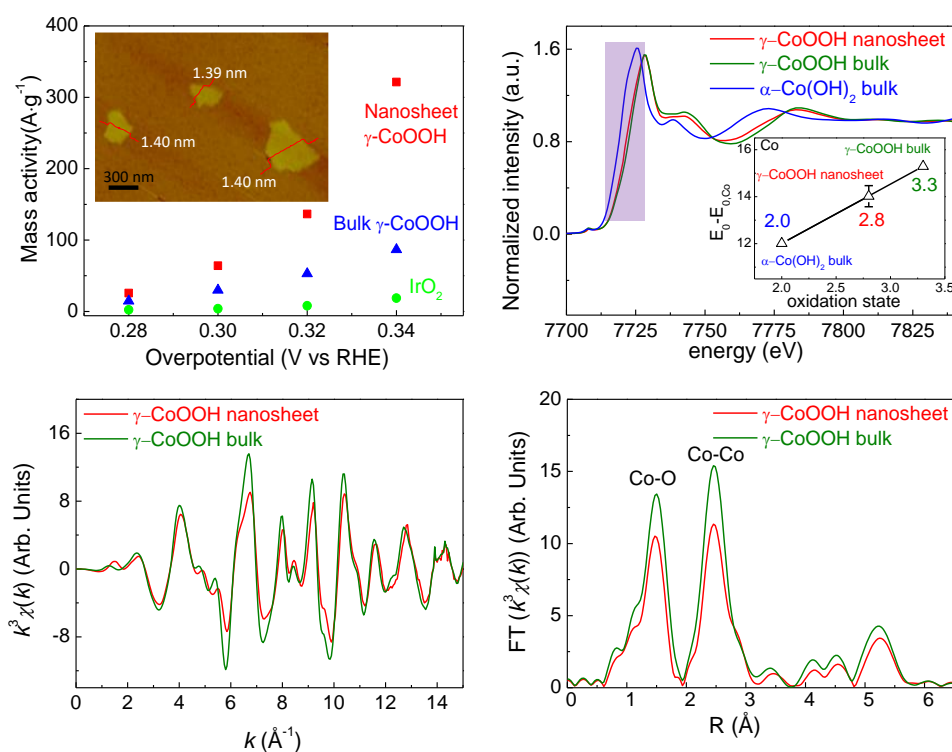 400
350
300
250
200
150
100
50
0
Mass activity(A·g⁻¹)
1.39 nm
1.40 nm
1.40 nm
300 nm
Nanosheet
γ-CoOOH
Bulk γ-CoOOH
IrO₂
0.28 0.30 0.32 0.34
Overpotential (V vs RHE)
1.6
0.8
0.0
Normalized intensity (a.u.)
γ-CoOOH nanosheet
γ-CoOOH bulk
α-Co(OH)₂ bulk
16
14
12
E₀-E₀,Co
Co
γ-CoOOH bulk
3.3
γ-CoOOH nanosheet
2.8
2.0
α-Co(OH)₂ bulk
2.0 2.5 3.0 3.5
oxidation state
7700 7725 7750 7775 7800 7825
energy (eV)
16
8
0
-8
k³χ(k) (Arb. Units)
γ-CoOOH nanosheet
γ-CoOOH bulk
0 2 4 6 8 10 12 14
k (Å⁻¹)
20
15
10
5
0
FT (k³χ(k)) (Arb. Units)
γ-CoOOH nanosheet
γ-CoOOH bulk
Co-O
Co-Co
0 1 2 3 4 5 6
R (Å)